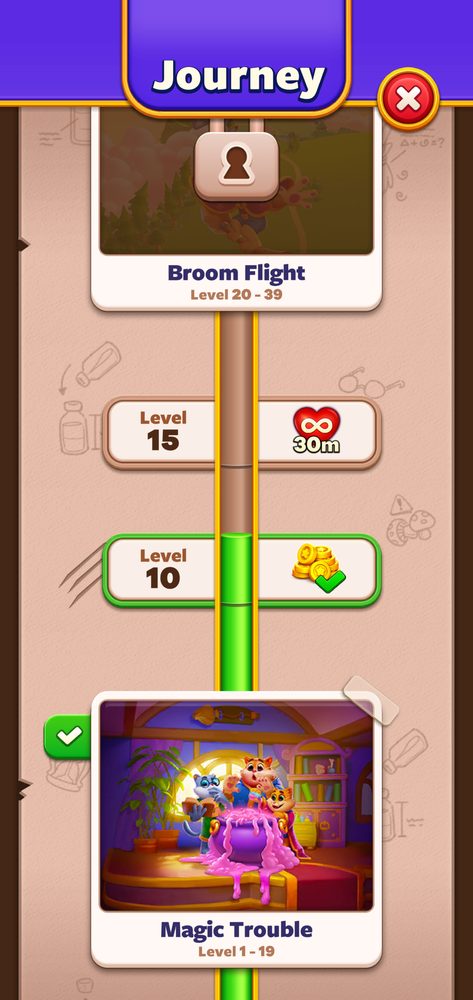 Journey
Broom Flight
Level 20 - 39
Level
15
30m
Level
10
Magic Trouble
Level 1 - 19